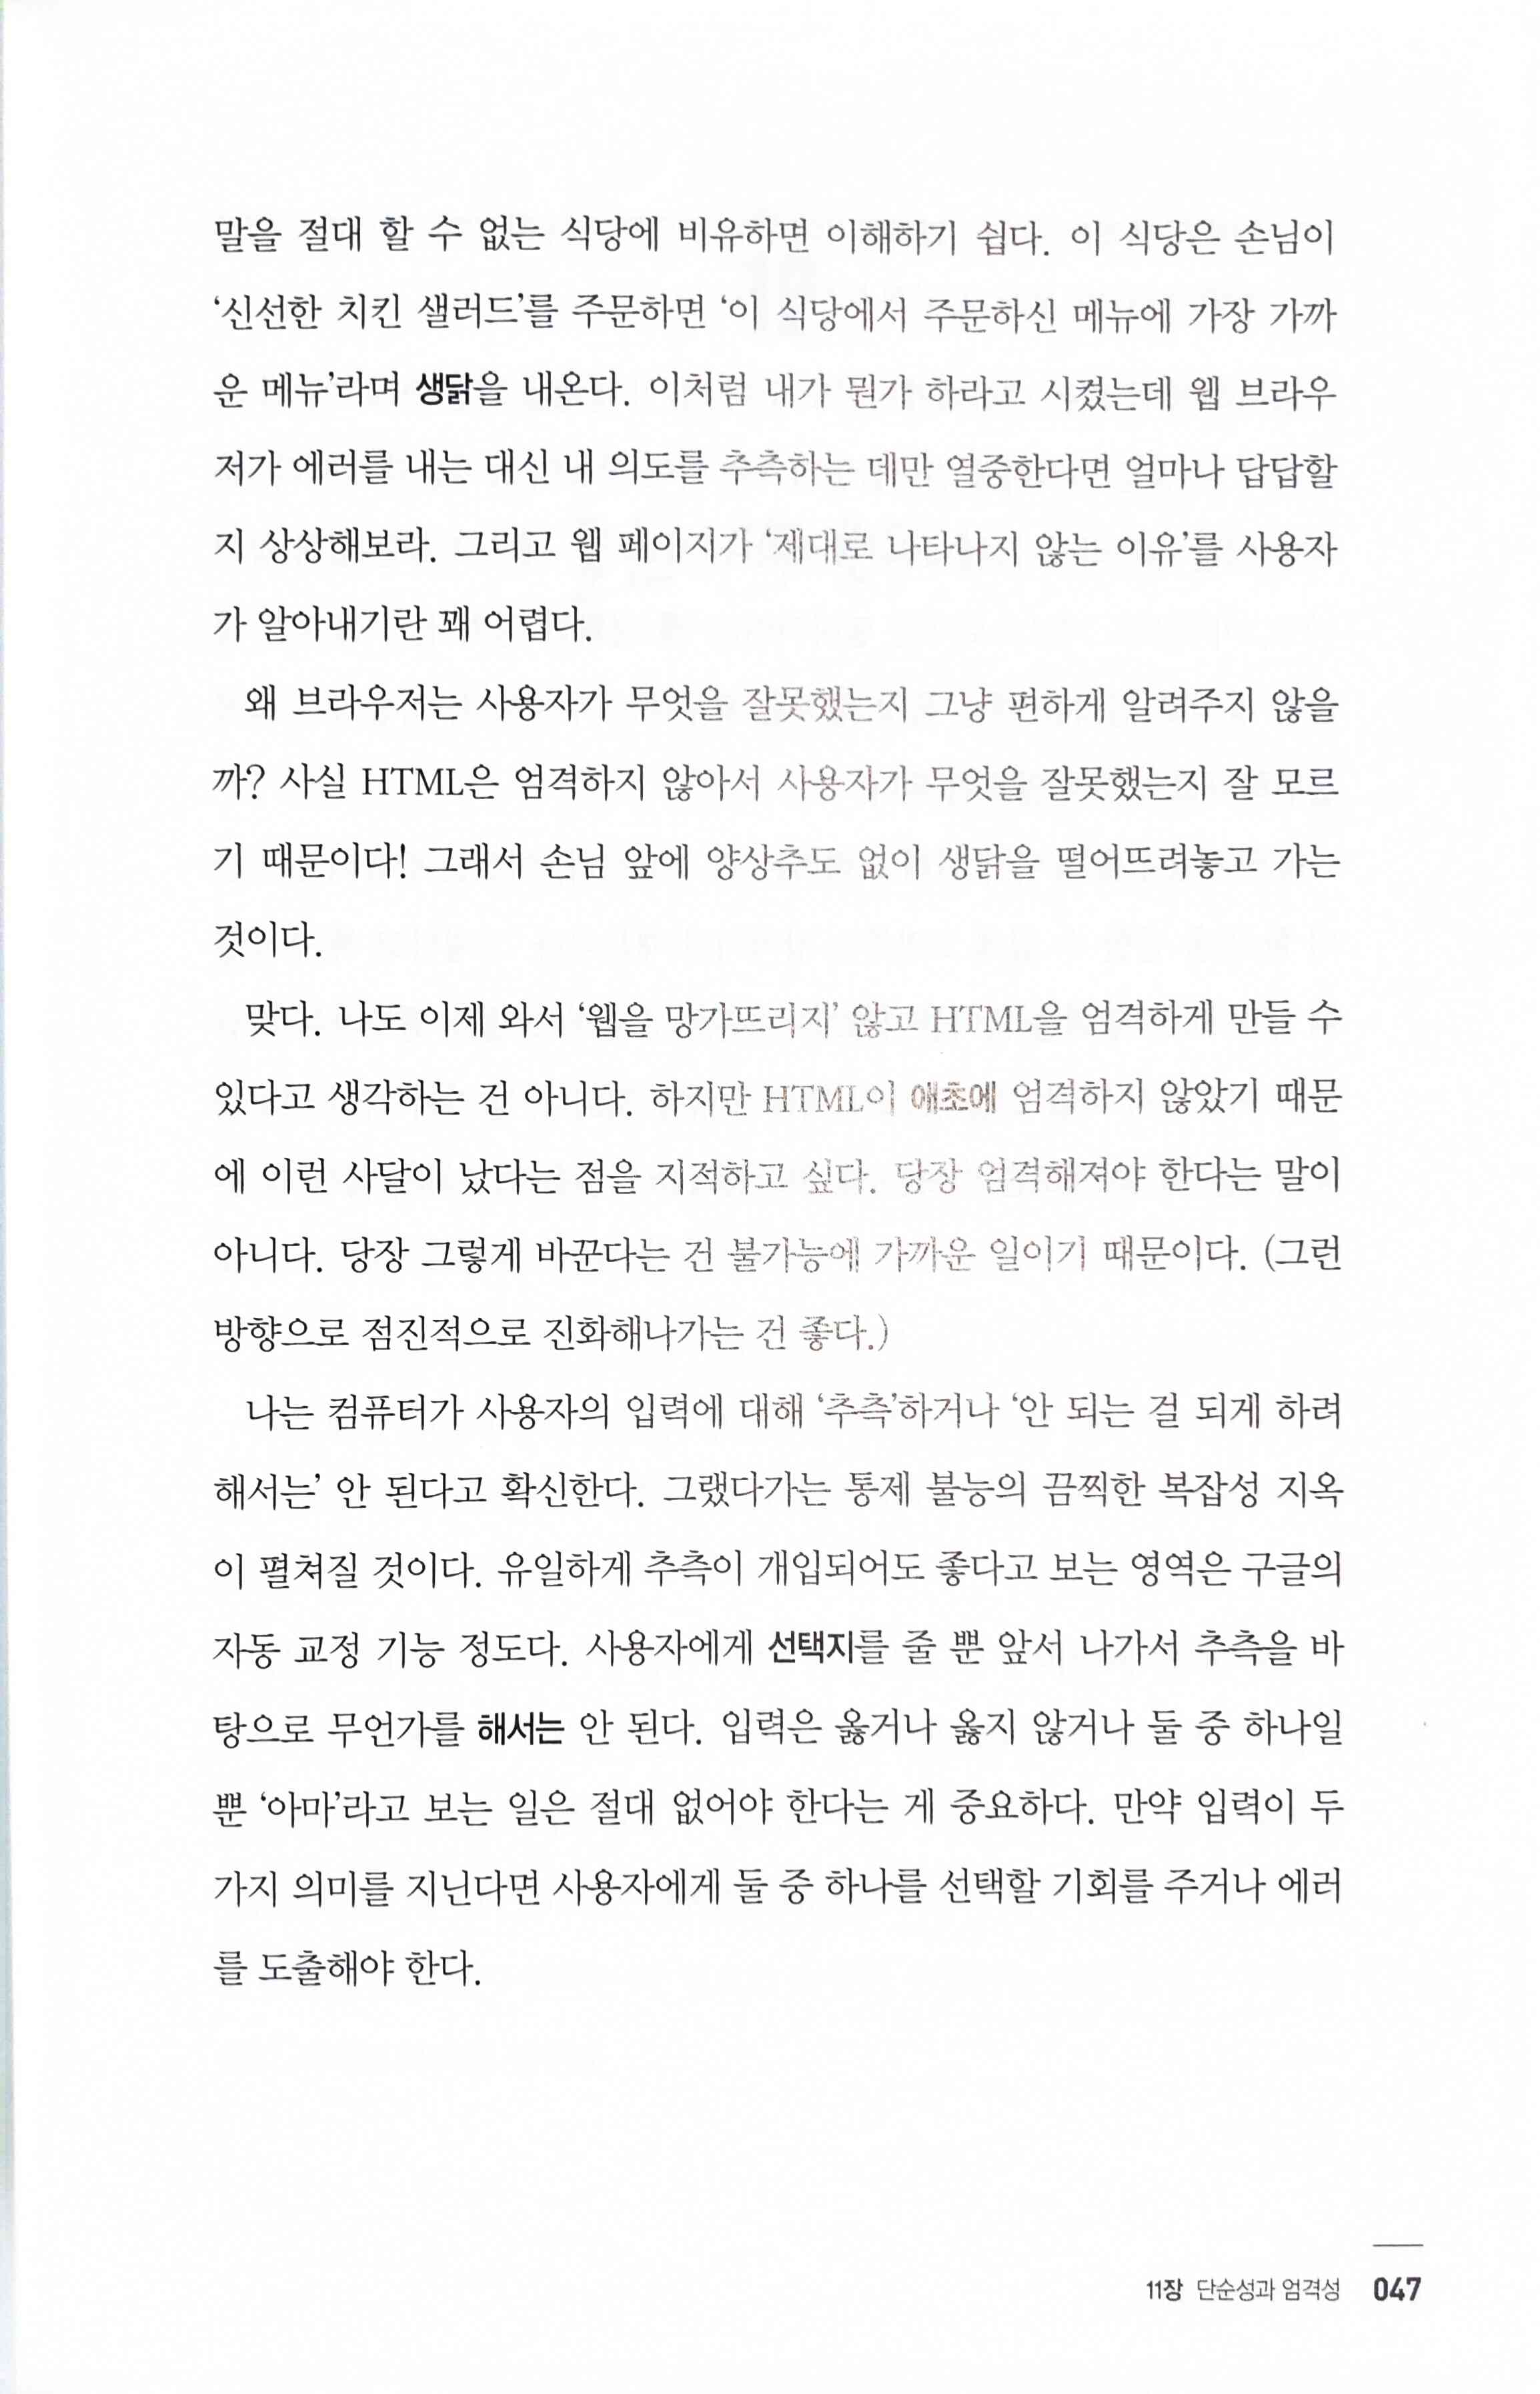 말을 절대 할 수 없는 식당에 비유하면 이해하기 쉽다. 이 식당은 손님이
‘신선한 치킨 샐러드’를 주문하면 ‘이 식당에서 주문하신 메뉴에 가장 가까
운 메뉴’라며 생닭을 내온다. 이처럼 내가 뭔가 하라고 시켰는데 웹 브라우
저가 에러를 내는 대신 내 의도를 추측하는 데만 열중한다면 얼마나 답답할
지 상상해보라. 그리고 웹 페이지가 ‘제대로 나타나지 않는 이유’를 사용자
가 알아내기란 꽤 어렵다.
왜 브라우저는 사용자가 무엇을 잘못했는지 그냥 편하게 알려주지 않을
까? 사실 HTML은 엄격하지 않아서 사용자가 무엇을 잘못했는지 잘 모르
기 때문이다! 그래서 손님 앞에 양상추도 없이 생닭을 떨어뜨려놓고 가는
것이다.
맞다. 나도 이제 와서 ‘웹을 망가뜨리지’ 않고 HTML을 엄격하게 만들 수
있다고 생각하는 건 아니다. 하지만 HTML이 애초에 엄격하지 않았기 때문
에 이런 사달이 났다는 점을 지적하고 싶다. 당장 엄격해져야 한다는 말이
아니다. 당장 그렇게 바꾼다는 건 불가능에 가까운 일이기 때문이다. (그런
방향으로 점진적으로 진화해나가는 건 좋다.)
나는 컴퓨터가 사용자의 입력에 대해 ‘추측’하거나 ‘안 되는 걸 되게 하려
해서는’ 안 된다고 확신한다. 그랬다가는 통제 불능의 끔찍한 복잡성 지옥
이 펼쳐질 것이다. 유일하게 추측이 개입되어도 좋다고 보는 영역은 구글의
자동 교정 기능 정도다. 사용자에게 선택지를 줄 뿐 앞서 나가서 추측을 바
탕으로 무언가를 해서는 안 된다. 입력은 옳거나 옳지 않거나 둘 중 하나일
뿐 ‘아마’라고 보는 일은 절대 없어야 한다는 게 중요하다. 만약 입력이 두
가지 의미를 지닌다면 사용자에게 둘 중 하나를 선택할 기회를 주거나 에러
를 도출해야 한다.
11장 단순성과 엄격성 047